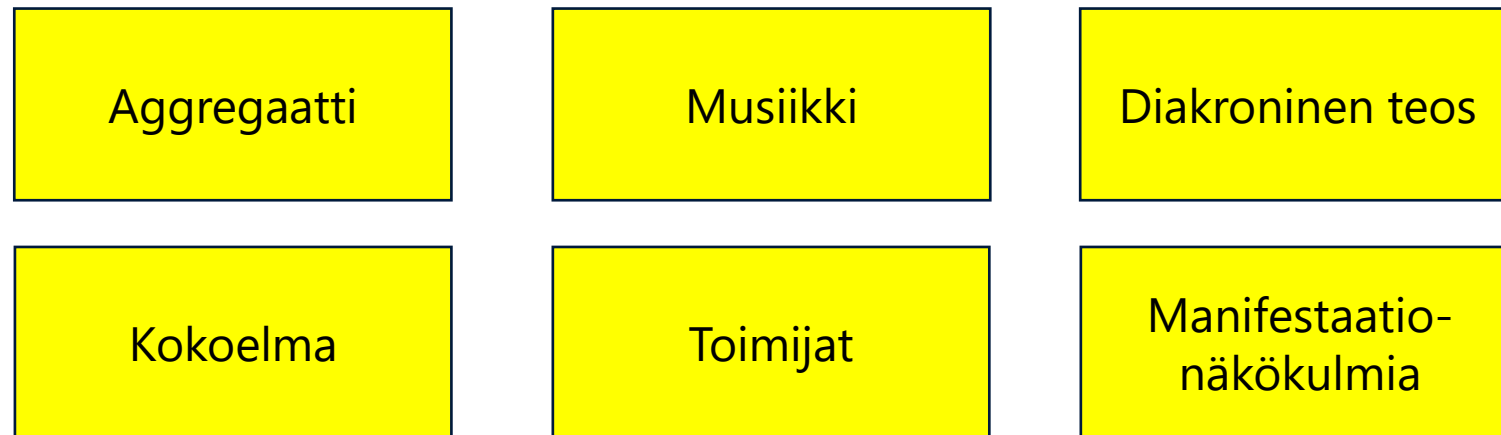 Aggregaatti
Musiikki
Diakroninen teos
Kokoelma
Toimijat
Manifestaatio-
näkökulmia